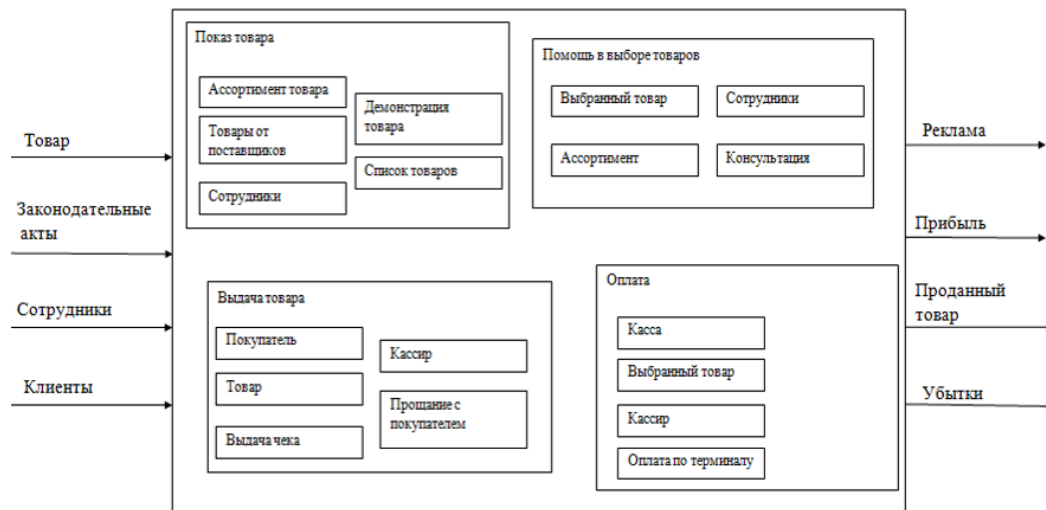 Товар
Законодательные
акты
Сотрудники
Клиенты
Показ товара
Ассортимент товара
Товары от
поставщиков
Сотрудники
Демонстрация
товара
Список товаров
Помощь в выборе товаров
Выбранный товар
Сотрудники
Ассортимент
Консультация
Выдача товара
Покупатель
Товар
Выдача чека
Кассир
Прощание с
покупателем
Оплата
Касса
Выбранный товар
Кассир
Оплата по терминалу
Реклама
Прибыль
Проданный
товар
Убытки